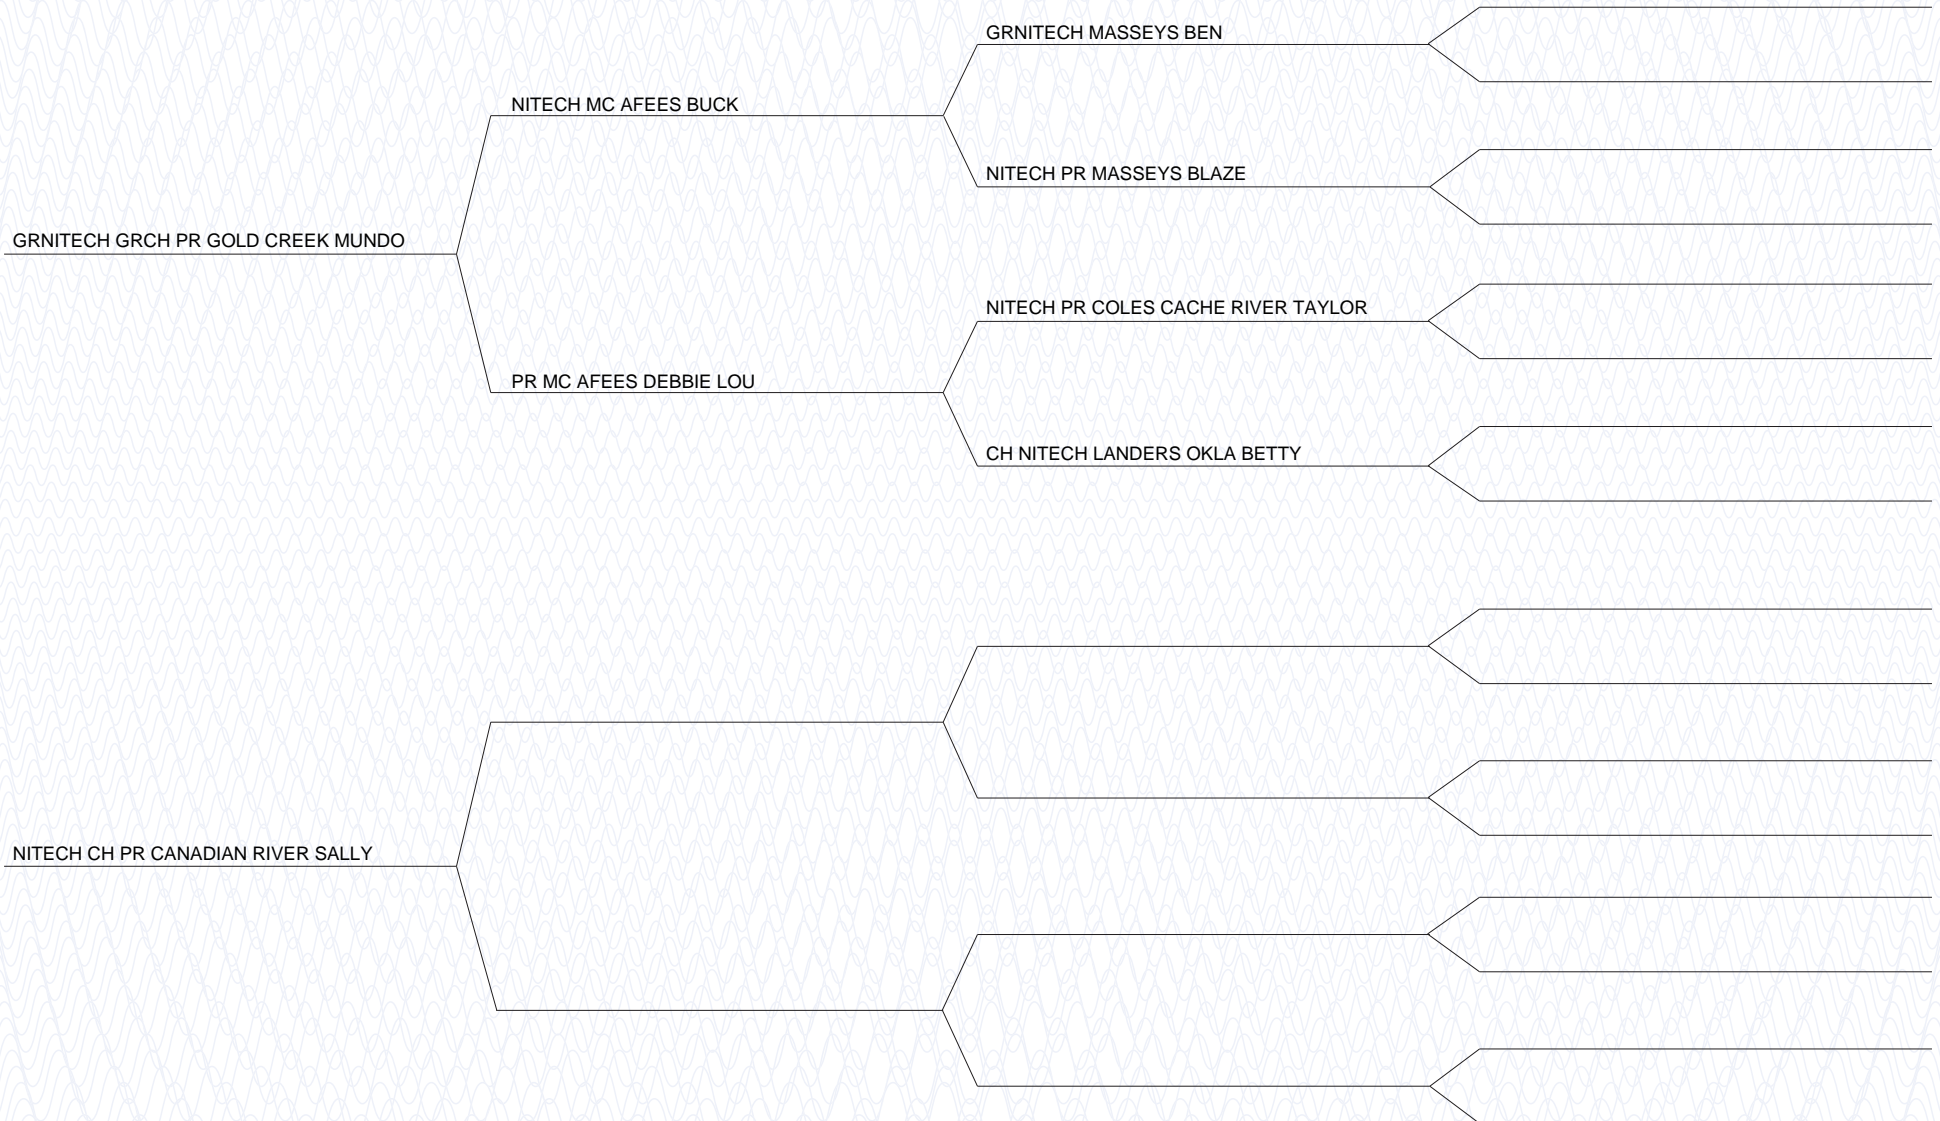 GRNITECH MASSEYS BEN
NITECH MC AFEES BUCK
NITECH PR MASSEYS BLAZE
GRNITECH GRCH PR GOLD CREEK MUNDO
NITECH PR COLES CACHE RIVER TAYLOR
PR MC AFEES DEBBIE LOU
CH NITECH LANDERS OKLA BETTY
NITECH CH PR CANADIAN RIVER SALLY